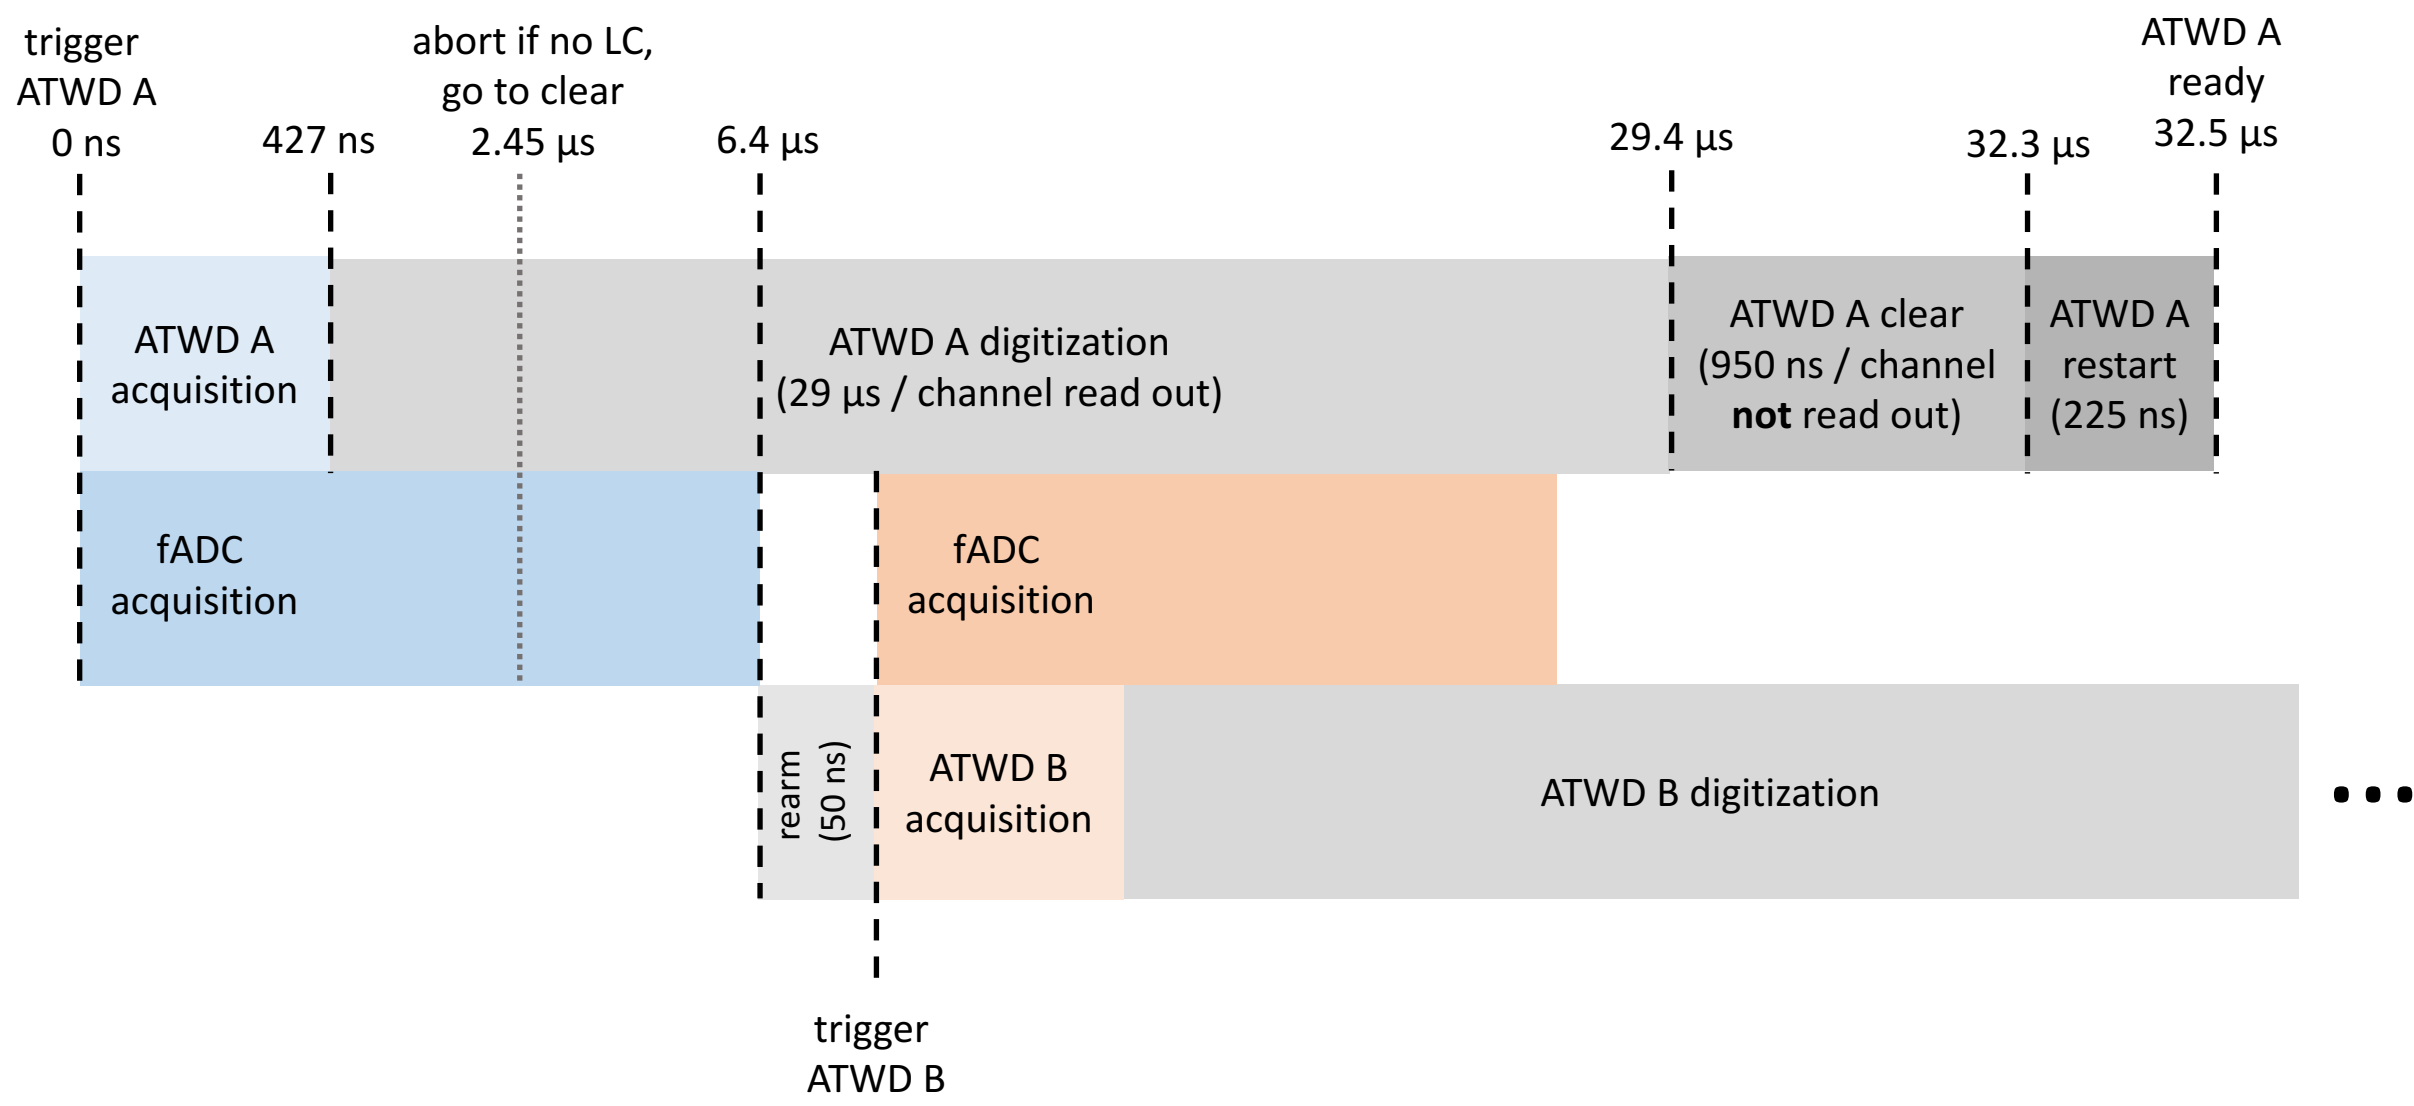 trigger
ATWD A
0 ns
427 ns
abort if no LC,
go to clear
2.45 µs
6.4 µs
29.4 µs
32.3 µs
ATWD A
ready
32.5 µs
ATWD A
acquisition
ATWD A digitization
(29 µs / channel read out)
ATWD A clear
(950 ns / channel
not read out)
ATWD A
restart
(225 ns)
fADC
acquisition
fADC
acquisition
rearm
(50 ns)
ATWD B
acquisition
ATWD B digitization
...
trigger
ATWD B